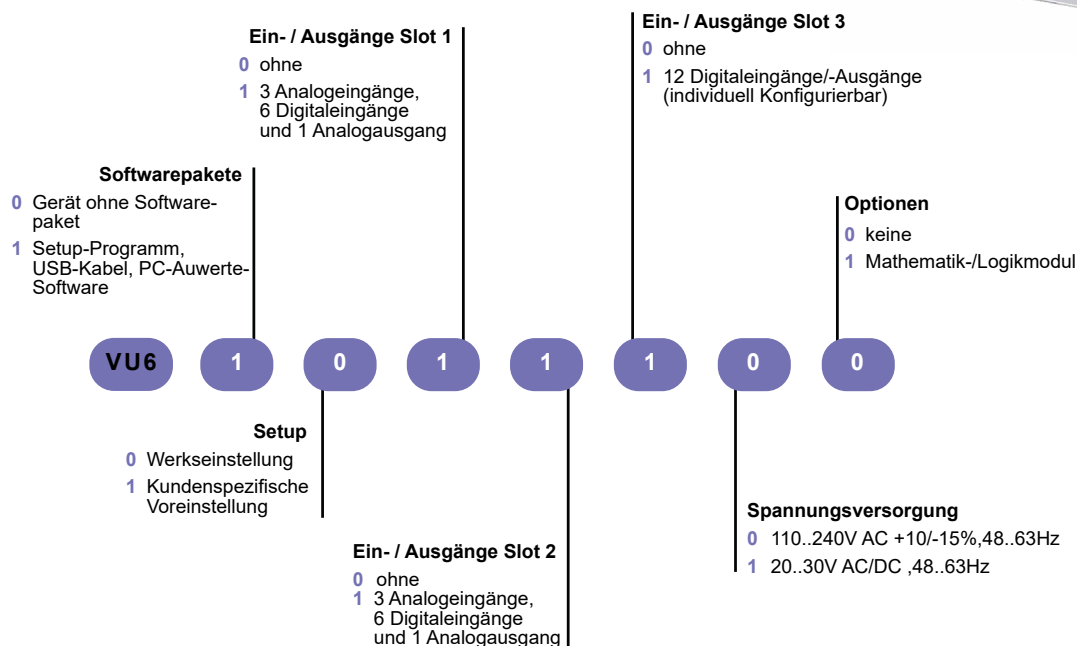 Ein- / Ausgänge Slot 1
0 ohne
1 3 Analogeingänge,
6 Digitaleingänge
und 1 Analogausgang
Ein- / Ausgänge Slot 3
0 ohne
1 12 Digitaleingänge/-Ausgänge
(individuell Konfigurierbar)
Softwarepakete
0 Gerät ohne Software-
paket
1 Setup-Programm,
USB-Kabel, PC-Auwerte-
Software
Optionen
0 keine
1 Mathematik-/Logikmodul
VU6 1 0 1 1 1 0 0
Setup
0 Werkseinstellung
1 Kundenspezifische
Voreinstellung
Ein- / Ausgänge Slot 2
0 ohne
1 3 Analogeingänge,
6 Digitaleingänge
und 1 Analogausgang
Spannungsversorgung
0 110..240V AC +10/-15%,48..63Hz
1 20..30V AC/DC ,48..63Hz